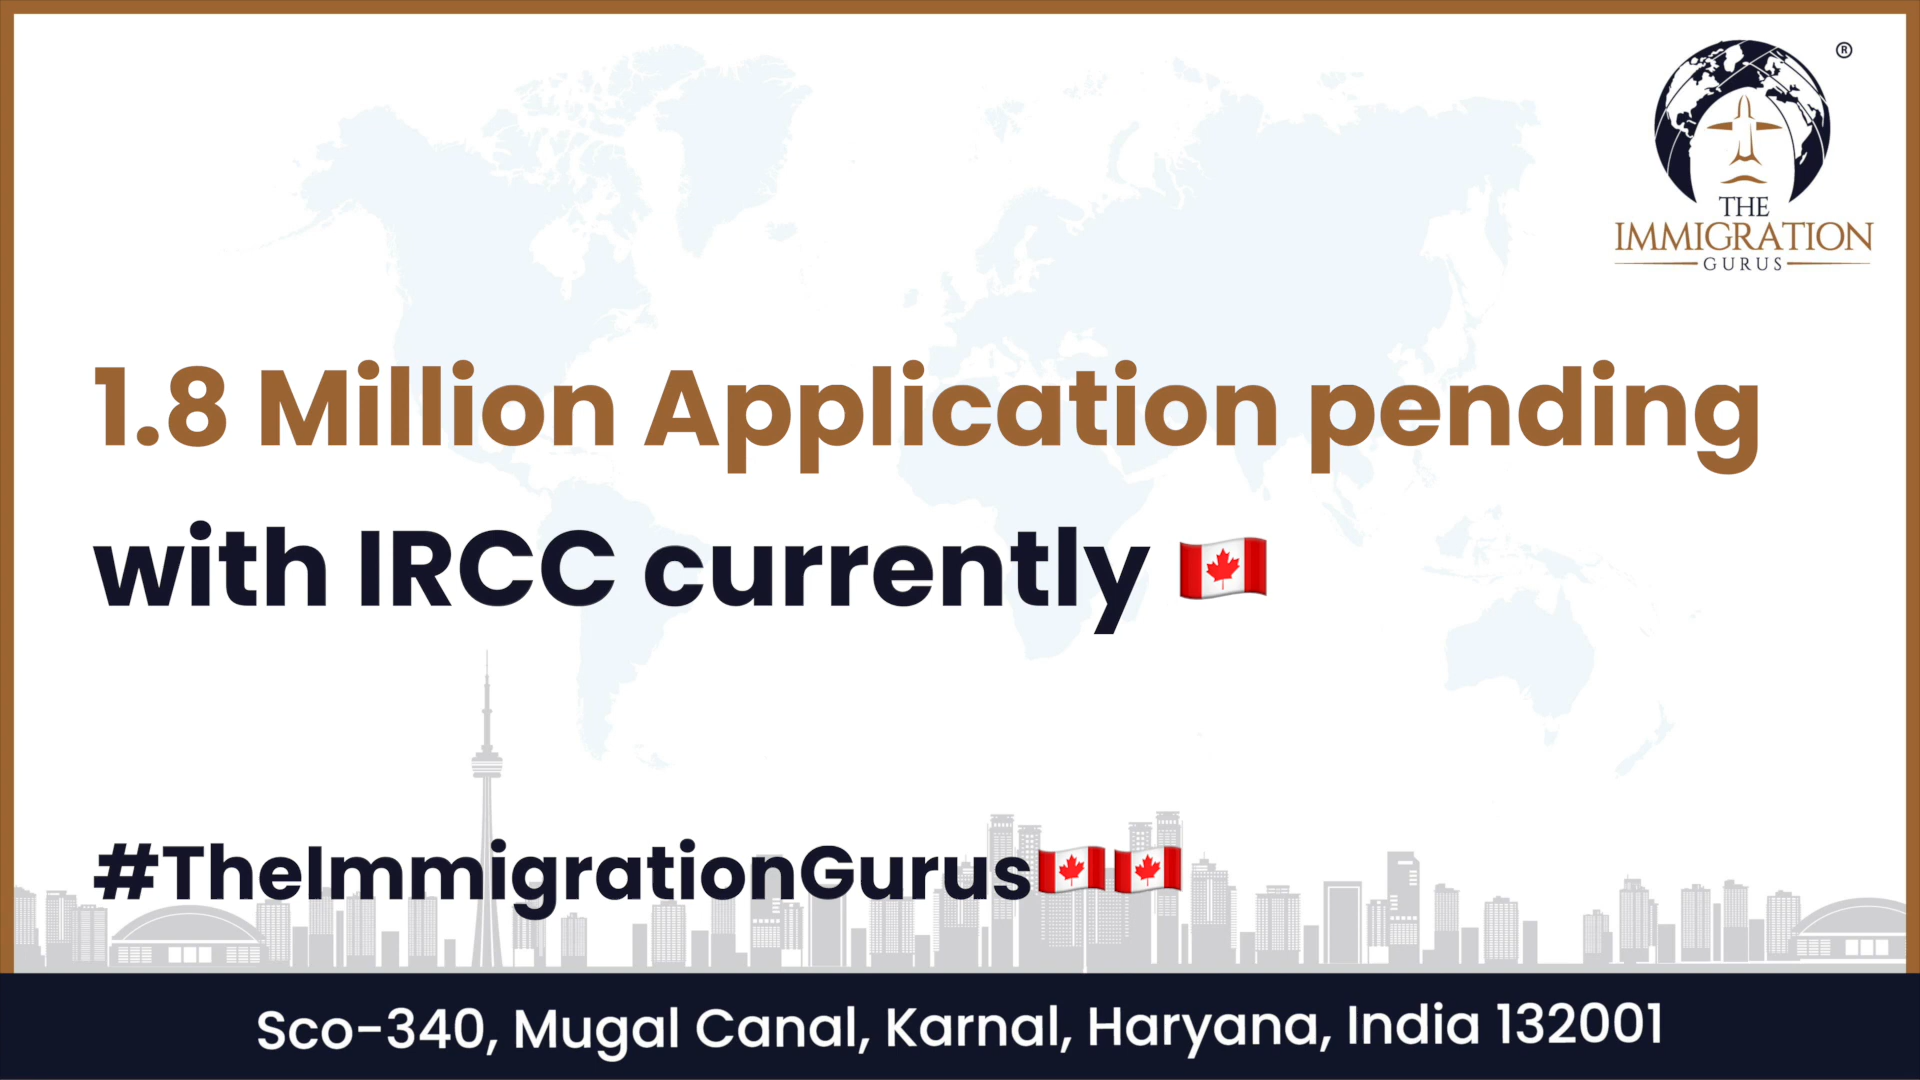 ®
THE
IMMIGRATION
GURUS
1.8 Million Application pending
with IRCC currently 🇨🇦
#TheImmigrationGurus🇨🇦🇨🇦
Sco-340, Mugal Canal, Karnal, Haryana, India 132001